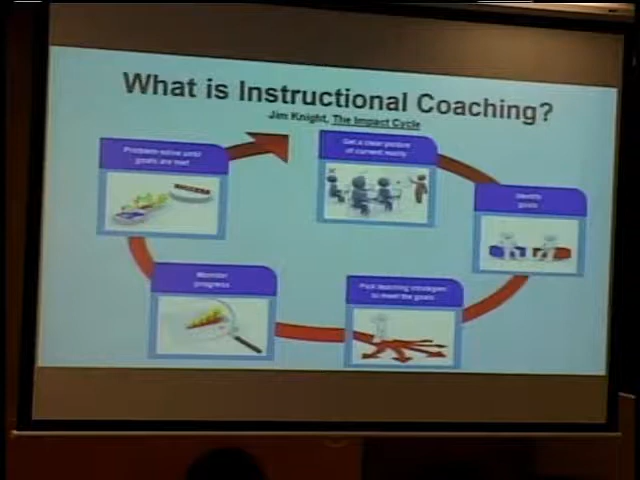 What is Instructional Coaching?
Jim Knight, The Impact Cycle
Problem-solve until
goals are met!
Get a clear picture
of current reality
Identify
goals
Monitor
progress
Pick teaching strategies
to meet the goals
SUCCESS